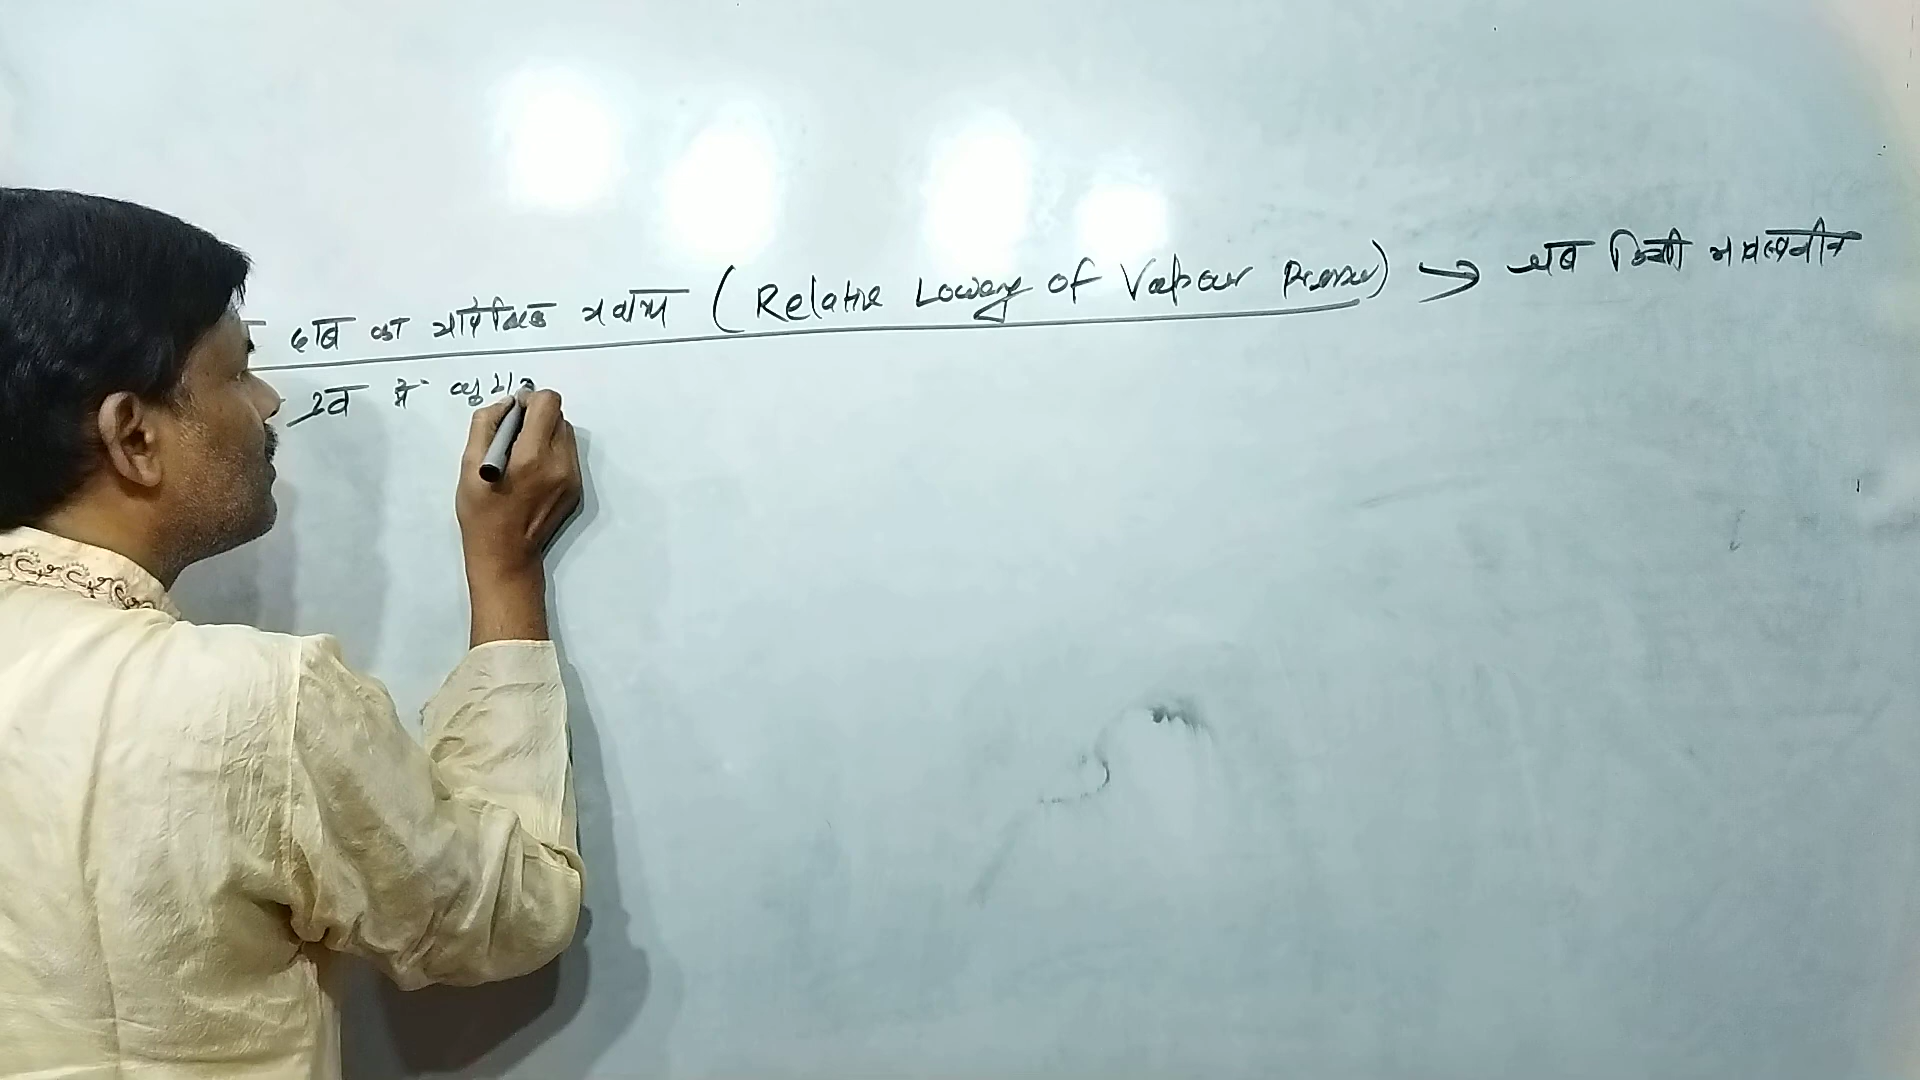 दाब का आपेक्षिक अवनमन (Relative Lowering of Vapour Pressure) → जब किसी अवाष्पशील
द्रव में